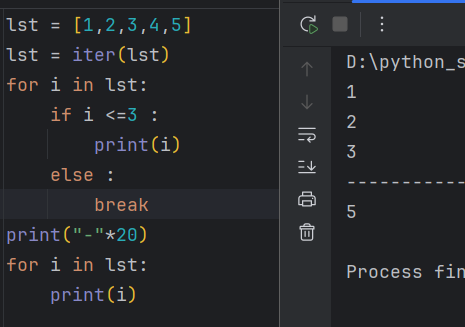 lst = [1,2,3,4,5]
lst = iter(lst)
for i in lst:
    if i <=3 :
        print(i)
    else :
        break
print("-"*20)
for i in lst:
    print(i)
D:\python_s
1
2
3
------------
5
Process fin